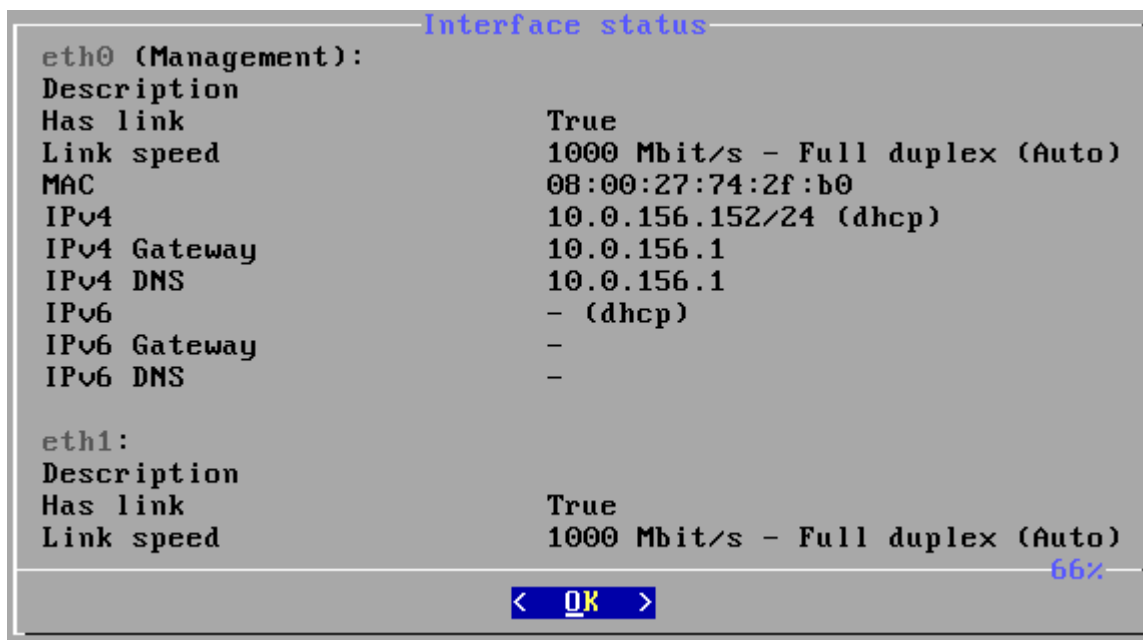 Interface status
eth0 (Management):
Description
Has link True
Link speed 1000 Mbit/s - Full duplex (Auto)
MAC 08:00:27:74:2f:b0
IPv4 10.0.156.152/24 (dhcp)
IPv4 Gateway 10.0.156.1
IPv4 DNS 10.0.156.1
IPv6 - (dhcp)
IPv6 Gateway -
IPv6 DNS -
eth1:
Description
Has link True
Link speed 1000 Mbit/s - Full duplex (Auto)
66%
< OK >